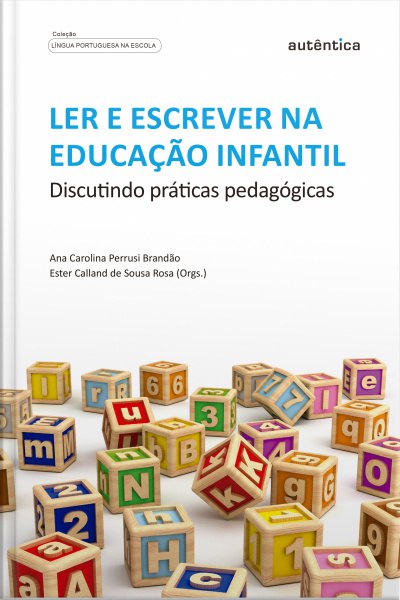 Coleção
LÍNGUA PORTUGUESA NA ESCOLA
autêntica
LER E ESCREVER NA
EDUCAÇÃO INFANTIL
Discutindo práticas pedagógicas
Ana Carolina Perrusi Brandão
Ester Calland de Sousa Rosa (Orgs.)